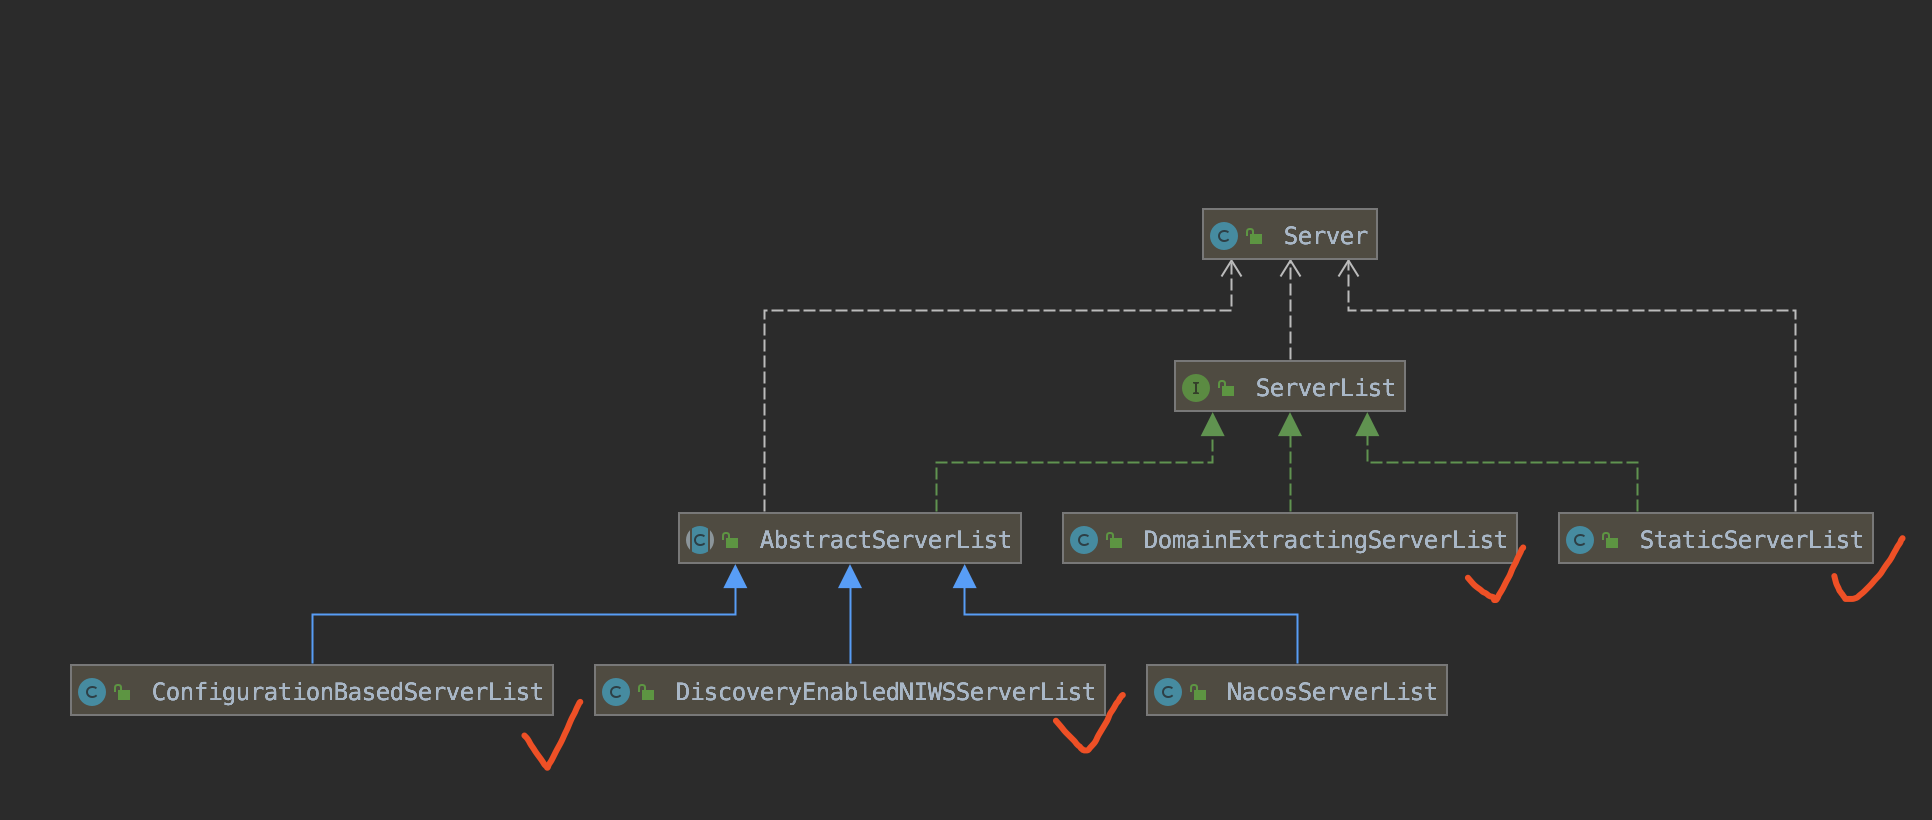 C Server
I ServerList
C AbstractServerList C DomainExtractingServerList C StaticServerList
C ConfigurationBasedServerList C DiscoveryEnabledNIWSServerList C NacosServerList